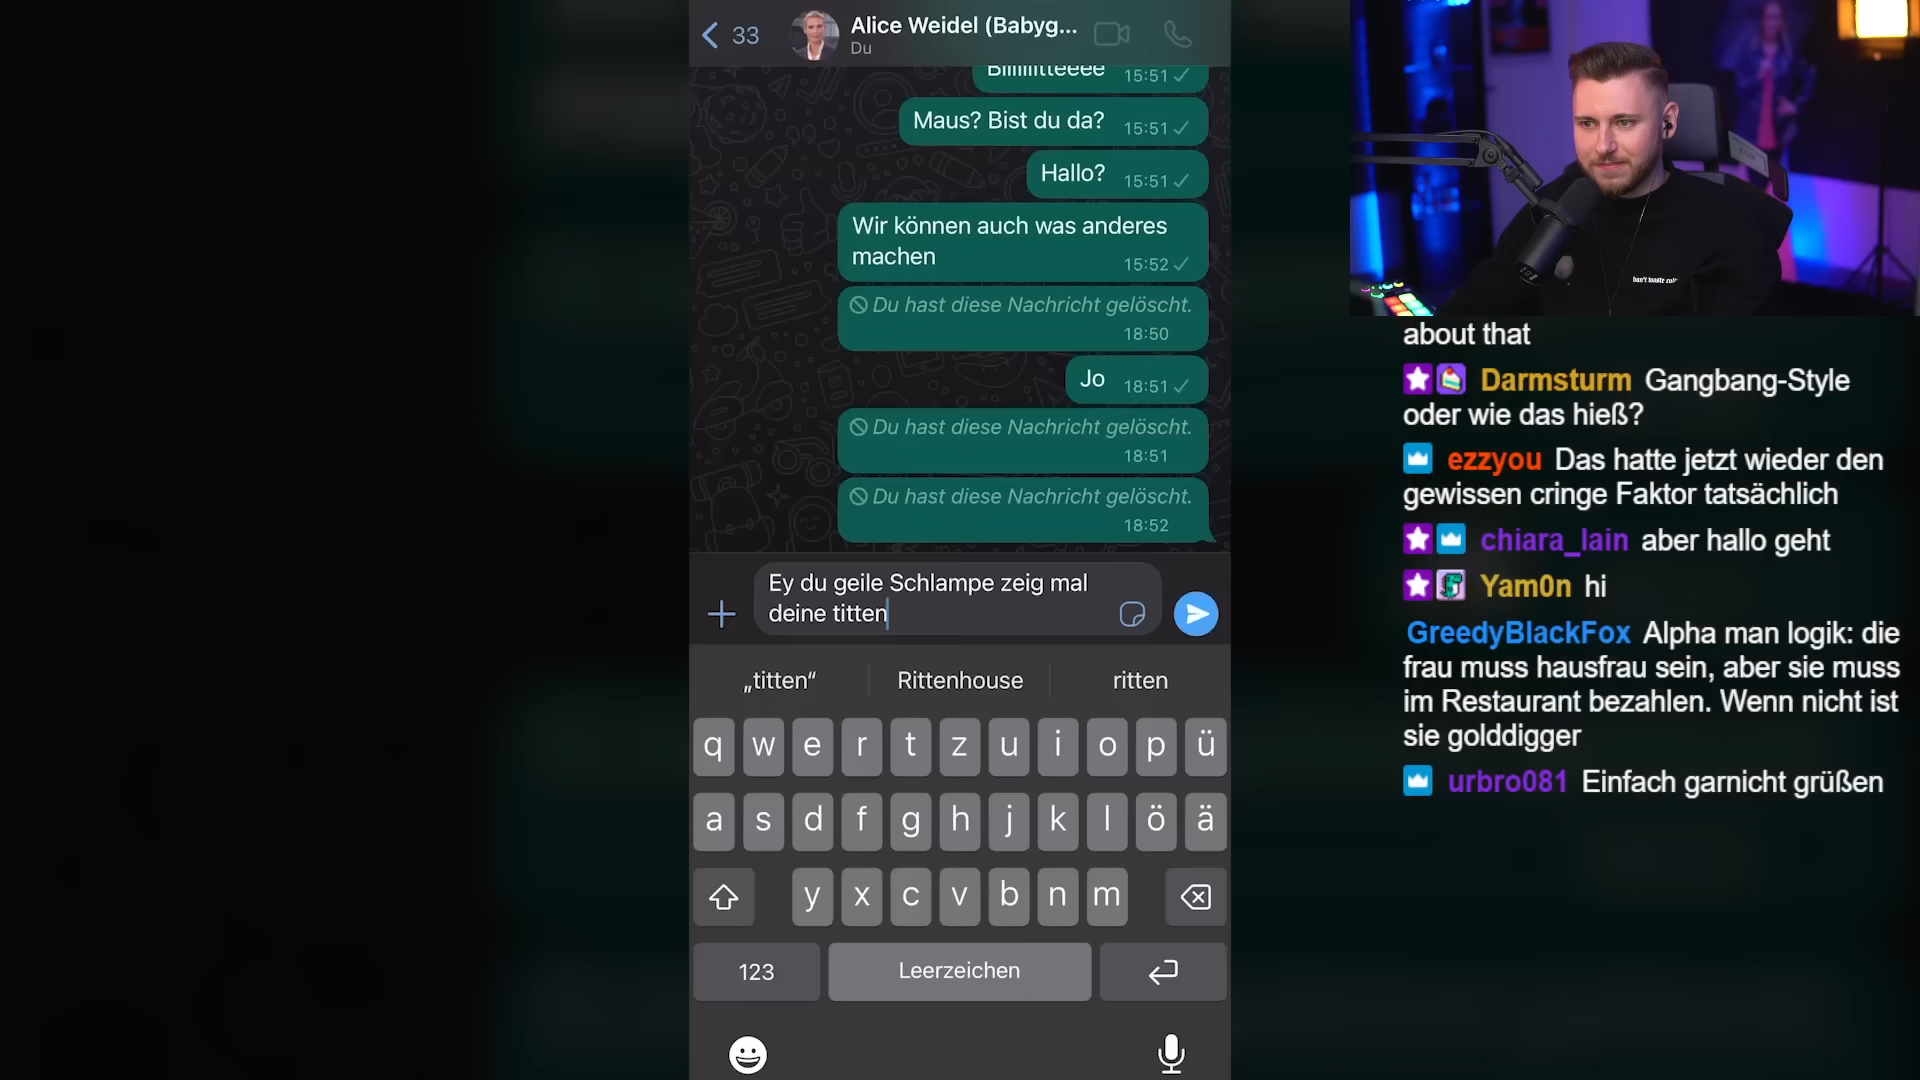 33
Alice Weidel (Babyg...
Du
Biiiiiitteeee 15:51
Maus? Bist du da? 15:51
Hallo? 15:51
Wir können auch was anderes
machen 15:52
Du hast diese Nachricht gelöscht.
18:50
Jo 18:51
Du hast diese Nachricht gelöscht.
18:51
Du hast diese Nachricht gelöscht.
18:52
Ey du geile Schlampe zeig mal
deine titten
„titten“ Rittenhouse ritten
q w e r t z u i o p ü
a s d f g h j k l ö ä
y x c v b n m
123 Leerzeichen
about that
Darmsturm Gangbang-Style
oder wie das hieß?
ezzyou Das hatte jetzt wieder den
gewissen cringe Faktor tatsächlich
chiara_lain aber hallo geht
Yam0n hi
GreedyBlackFox Alpha man logik: die
frau muss hausfrau sein, aber sie muss
im Restaurant bezahlen. Wenn nicht ist
sie golddigger
urbro081 Einfach garnicht grüßen